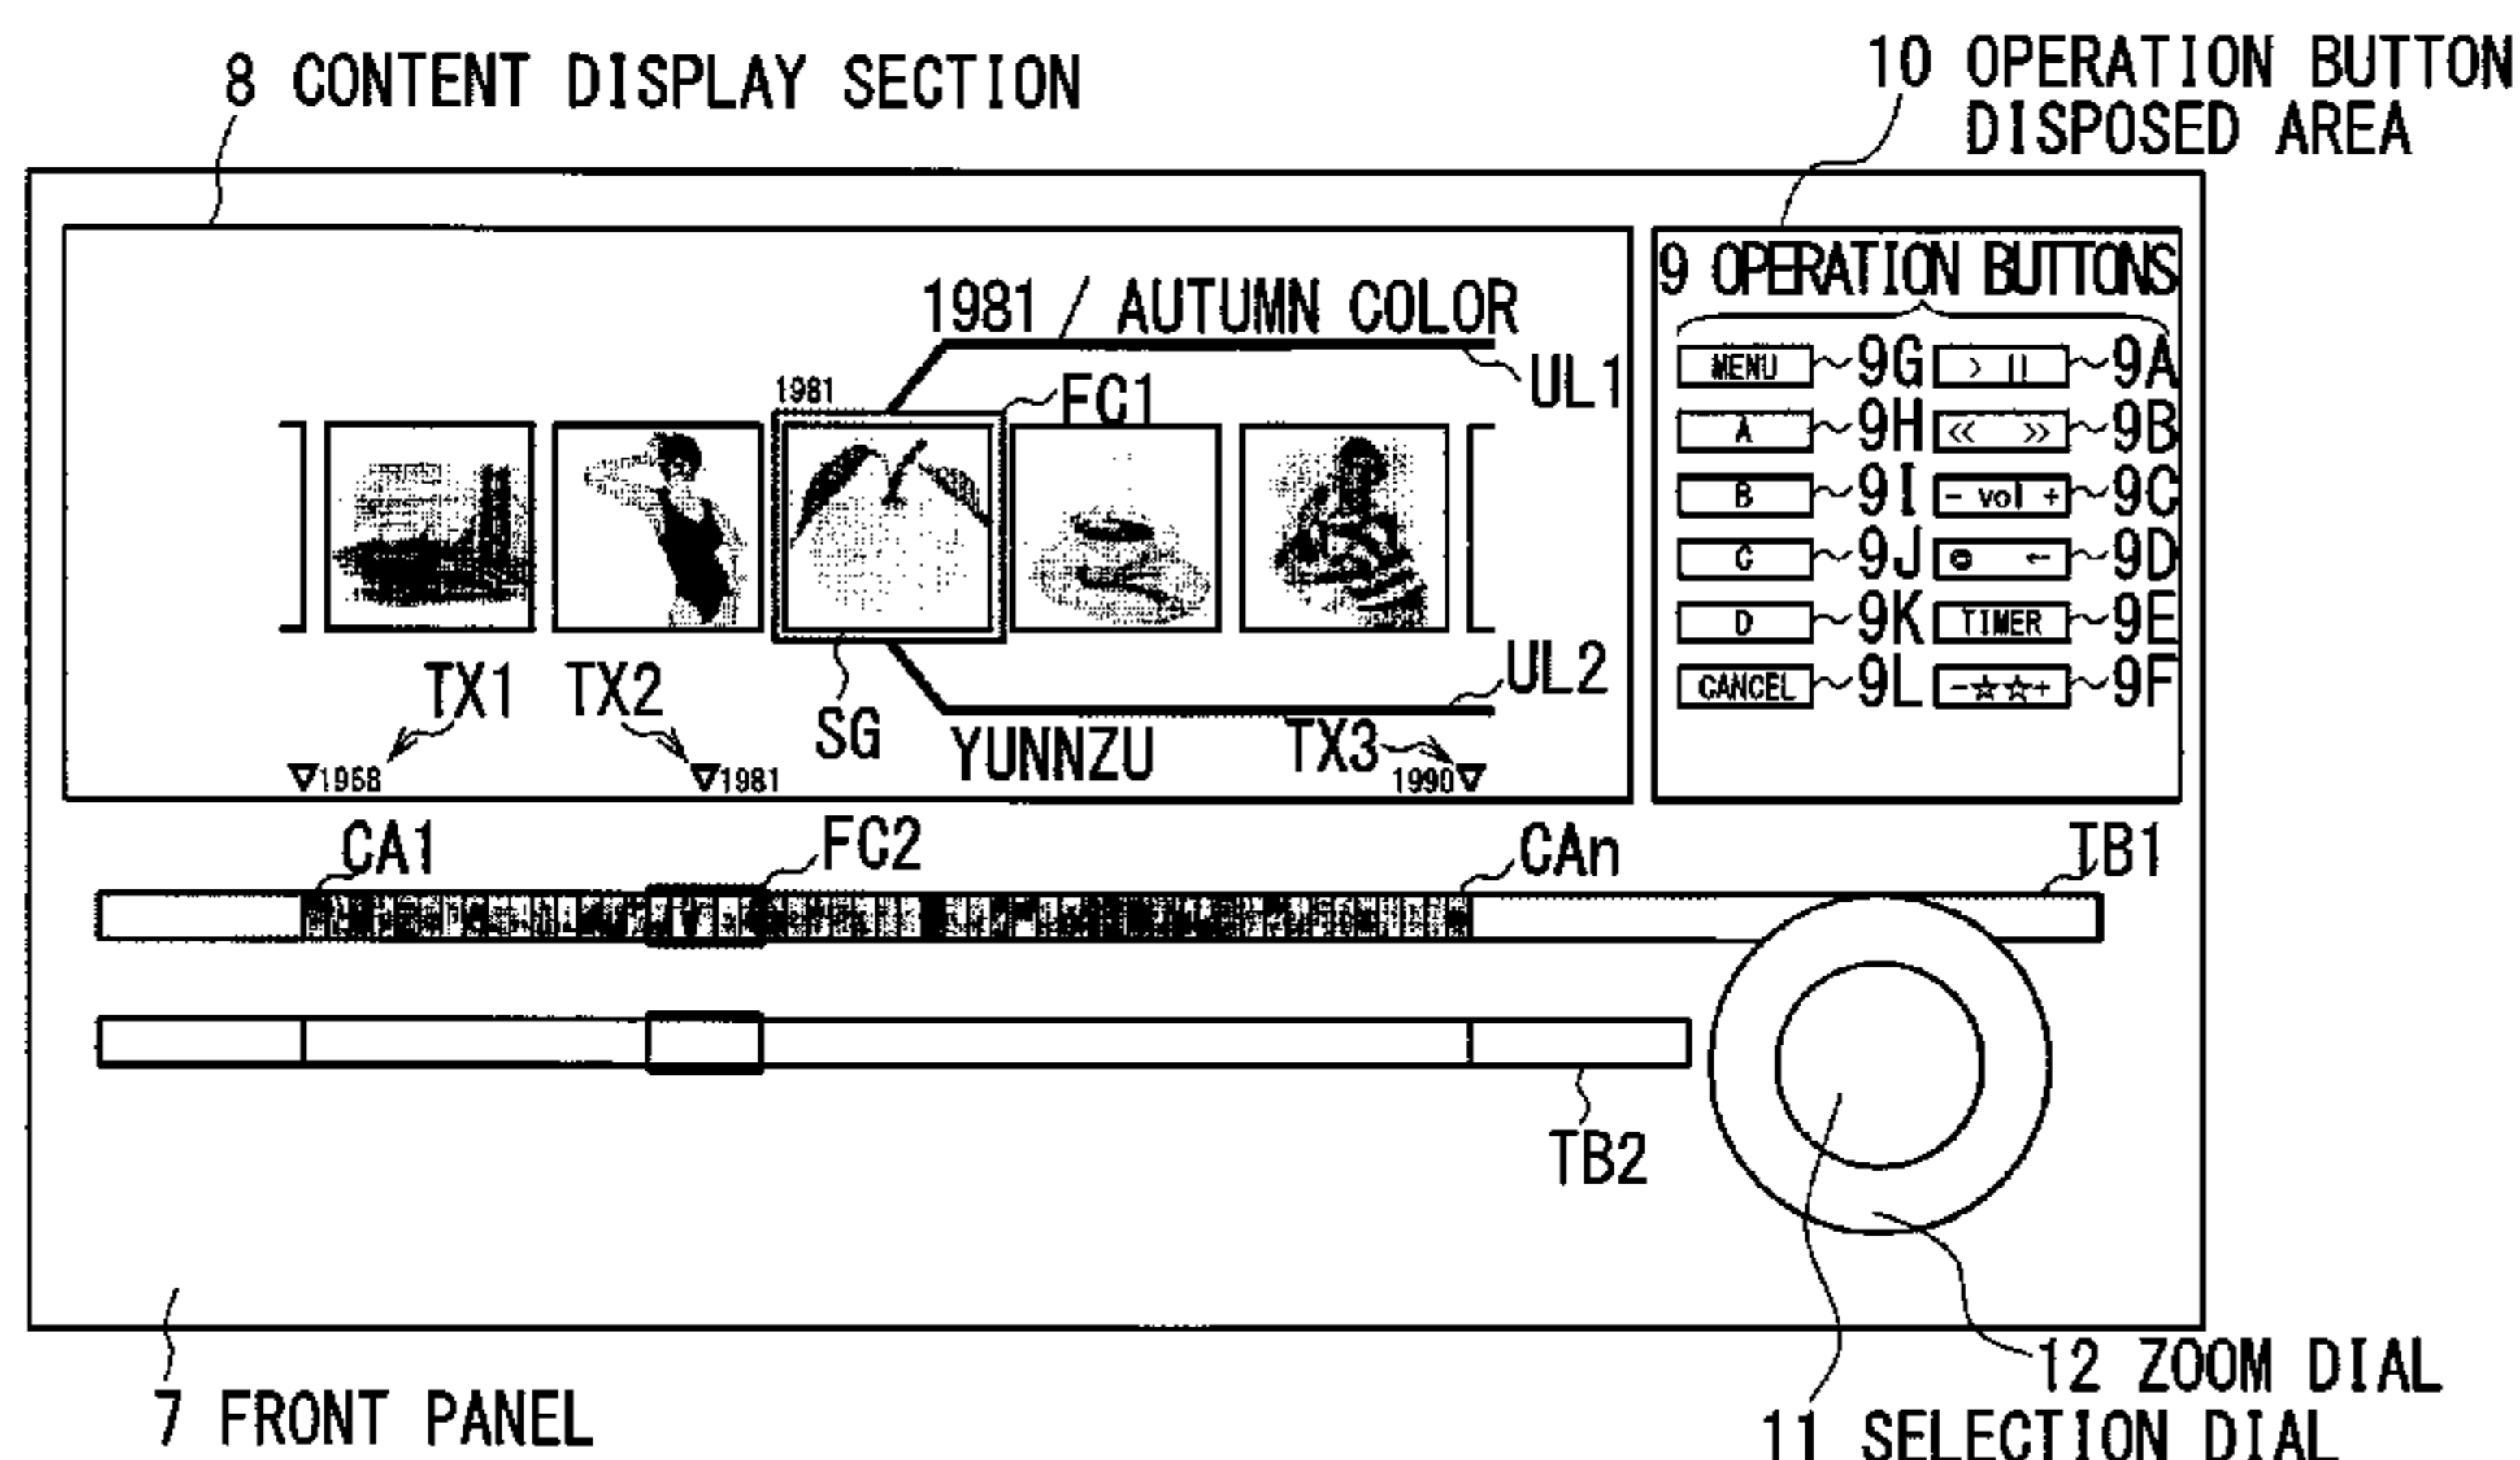 8 CONTENT DISPLAY SECTION
10 OPERATION BUTTON
DISPOSED AREA
9 OPERATION BUTTONS
1981 / AUTUMN COLOR
UL1
1981
FC1
MENU 9G > || 9A
A 9H << >> 9B
B 9I - vol + 9C
C 9J ← 9D
D 9K TIMER 9E
CANCEL 9L -☆☆+ 9F
TX1
TX2
SG
UL2
YUNNZU
TX3
▽1968
▽1981
1990▽
CA1
FC2
CAn
TB1
TB2
7 FRONT PANEL
12 ZOOM DIAL
11 SELECTION DIAL